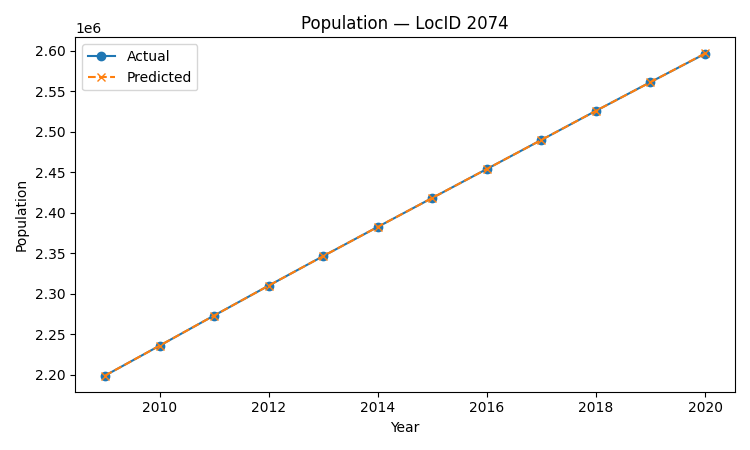 Population — LocID 2074
1e6
Actual
Predicted
2.60
2.55
2.50
2.45
2.40
2.35
2.30
2.25
2.20
Population
2010 2012 2014 2016 2018 2020
Year